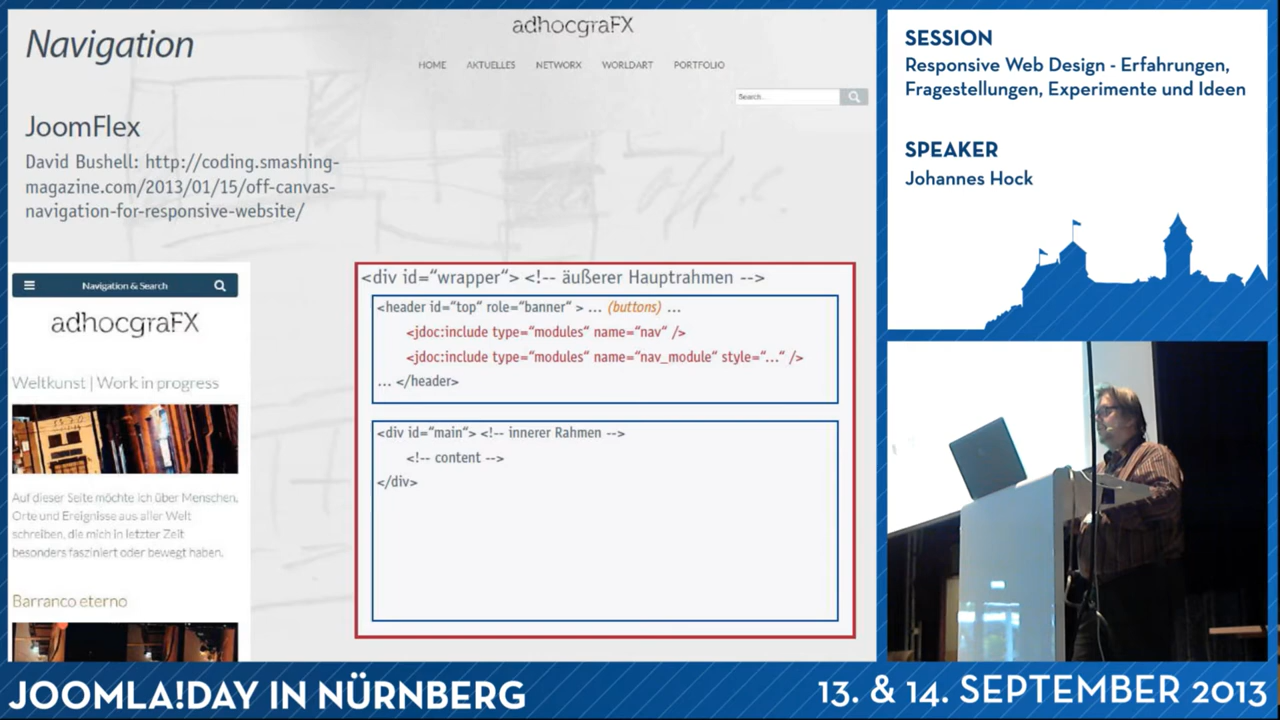 Navigation
JoomFlex
David Bushell: http://coding.smashing-
magazine.com/2013/01/15/off-canvas-
navigation-for-responsive-website/
adhocgraFX
HOME AKTUELLES NETWORX WORLDART PORTFOLIO
Search...
Navigation & Search
adhocgraFX
Weltkunst | Work in progress
Auf dieser Seite möchte ich über Menschen,
Orte und Ereignisse aus aller Welt
schreiben, die mich in letzter Zeit
besonders fasziniert oder bewegt haben.
Barranco eterno
<div id="wrapper“> <!-- äußerer Hauptrahmen -->
<header id="top“ role="banner“ > ... (buttons) ...
<jdoc:include type="modules“ name="nav“ />
<jdoc:include type="modules“ name="nav_module“ style="...“ />
... </header>
<div id="main“> <!-- innerer Rahmen -->
<!-- content -->
</div>
SESSION
Responsive Web Design - Erfahrungen,
Fragestellungen, Experimente und Ideen
SPEAKER
Johannes Hock
JOOMLA!DAY IN NÜRNBERG
13. & 14. SEPTEMBER 2013